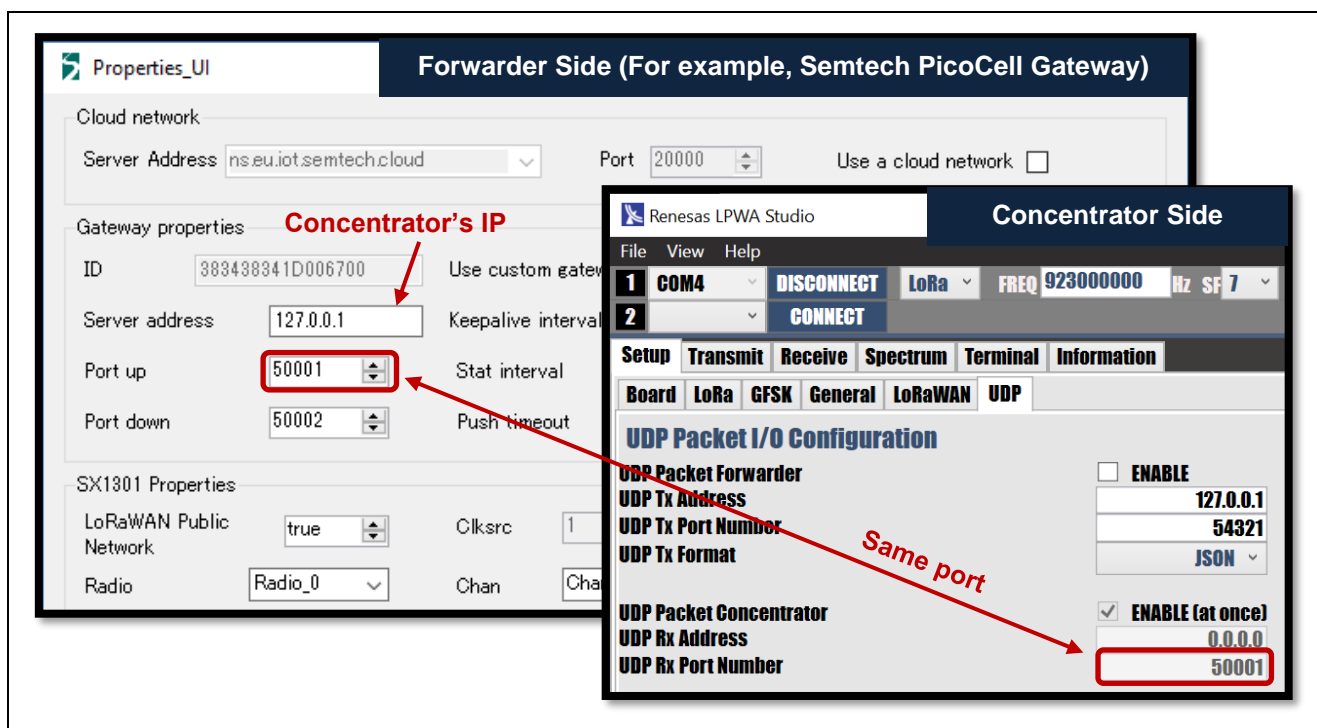 Properties_UI
Forwarder Side (For example, Semtech PicoCell Gateway)
Cloud network
Server Address ns.eu.iot.semtech.cloud Port 20000 Use a cloud network
Gateway properties
Concentrator's IP
ID 383438341D006700 Use custom
Server address 127.0.0.1 Keepalive interval
Port up 50001 Stat interval
Port down 50002 Push timeout
SX1301 Properties
LoRaWAN Public Network true Clksrc 1
Radio Radio_0 Chan
Renesas LPWA Studio
Concentrator Side
File View Help
1 COM4 DISCONNECT LoRa FREQ 923000000 Hz SF 7
2 CONNECT
Setup Transmit Receive Spectrum Terminal Information
Board LoRa GFSK General LoRaWAN UDP
UDP Packet I/O Configuration
UDP Packet Forwarder ENABLE
UDP Tx Address 127.0.0.1
UDP Tx Port Number 54321
UDP Tx Format JSON
Same port
UDP Packet Concentrator ENABLE (at once)
UDP Rx Address 0.0.0.0
UDP Rx Port Number 50001